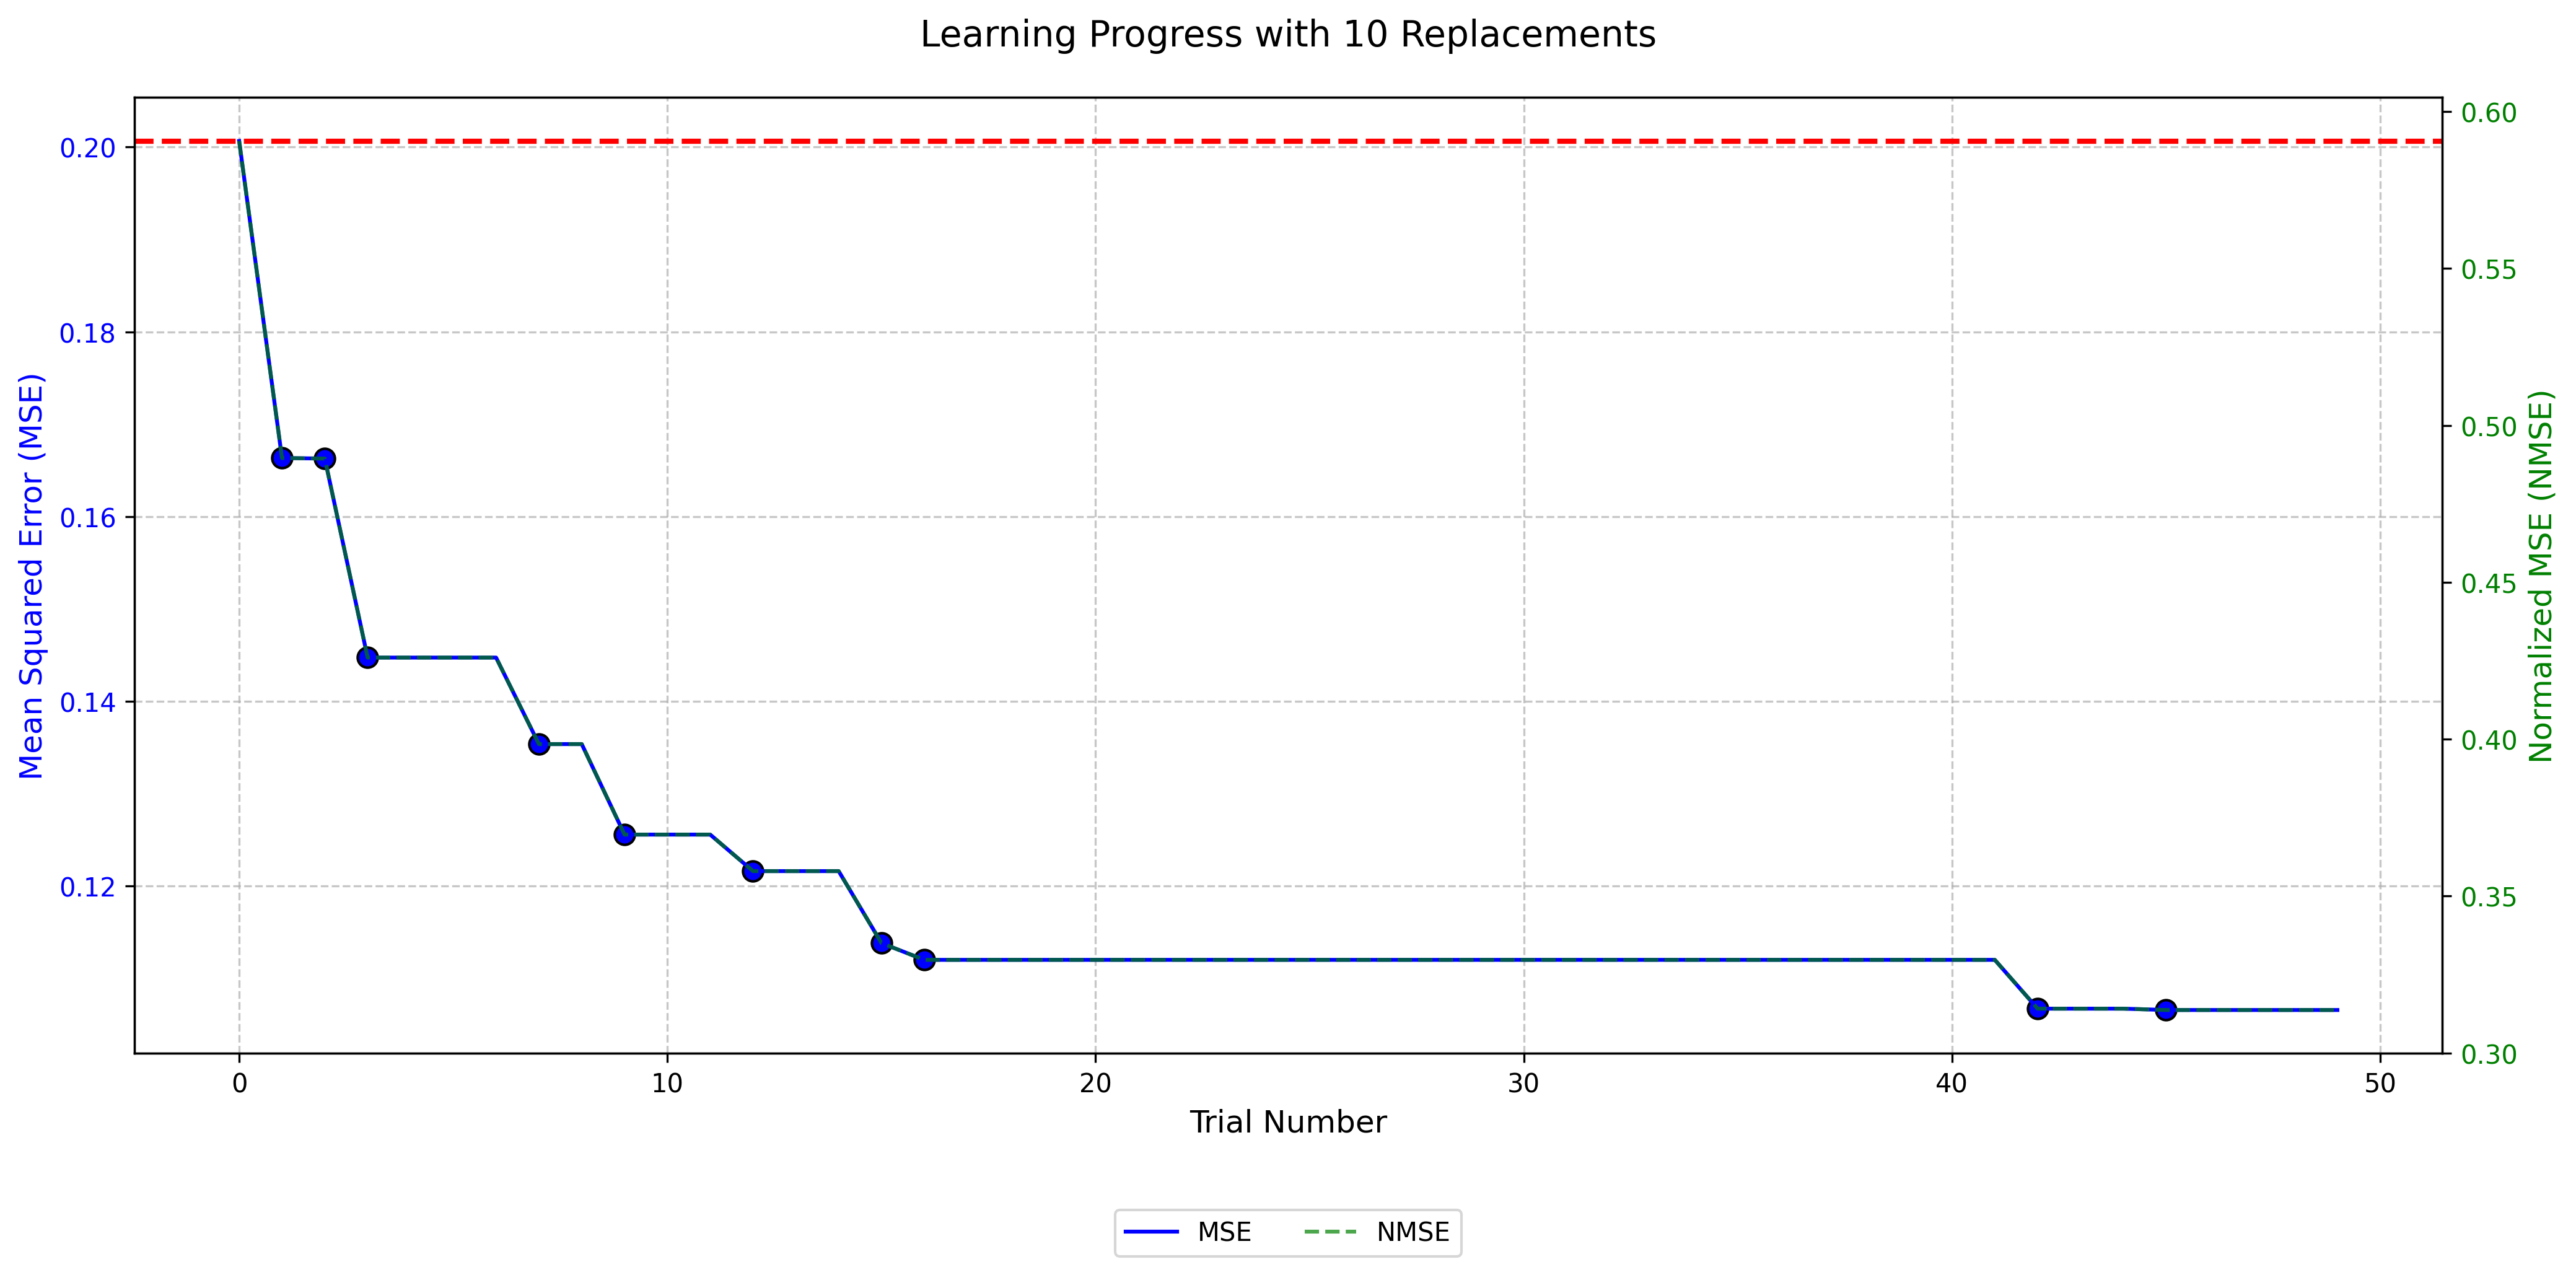 Learning Progress with 10 Replacements
Mean Squared Error (MSE)
0.20
0.18
0.16
0.14
0.12
0.60
0.55
0.50
0.45
0.40
0.35
0.30
Normalized MSE (NMSE)
0 10 20 30 40 50
Trial Number
MSE NMSE